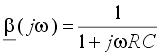 β(jω) = 1 / (1 + jωRC)